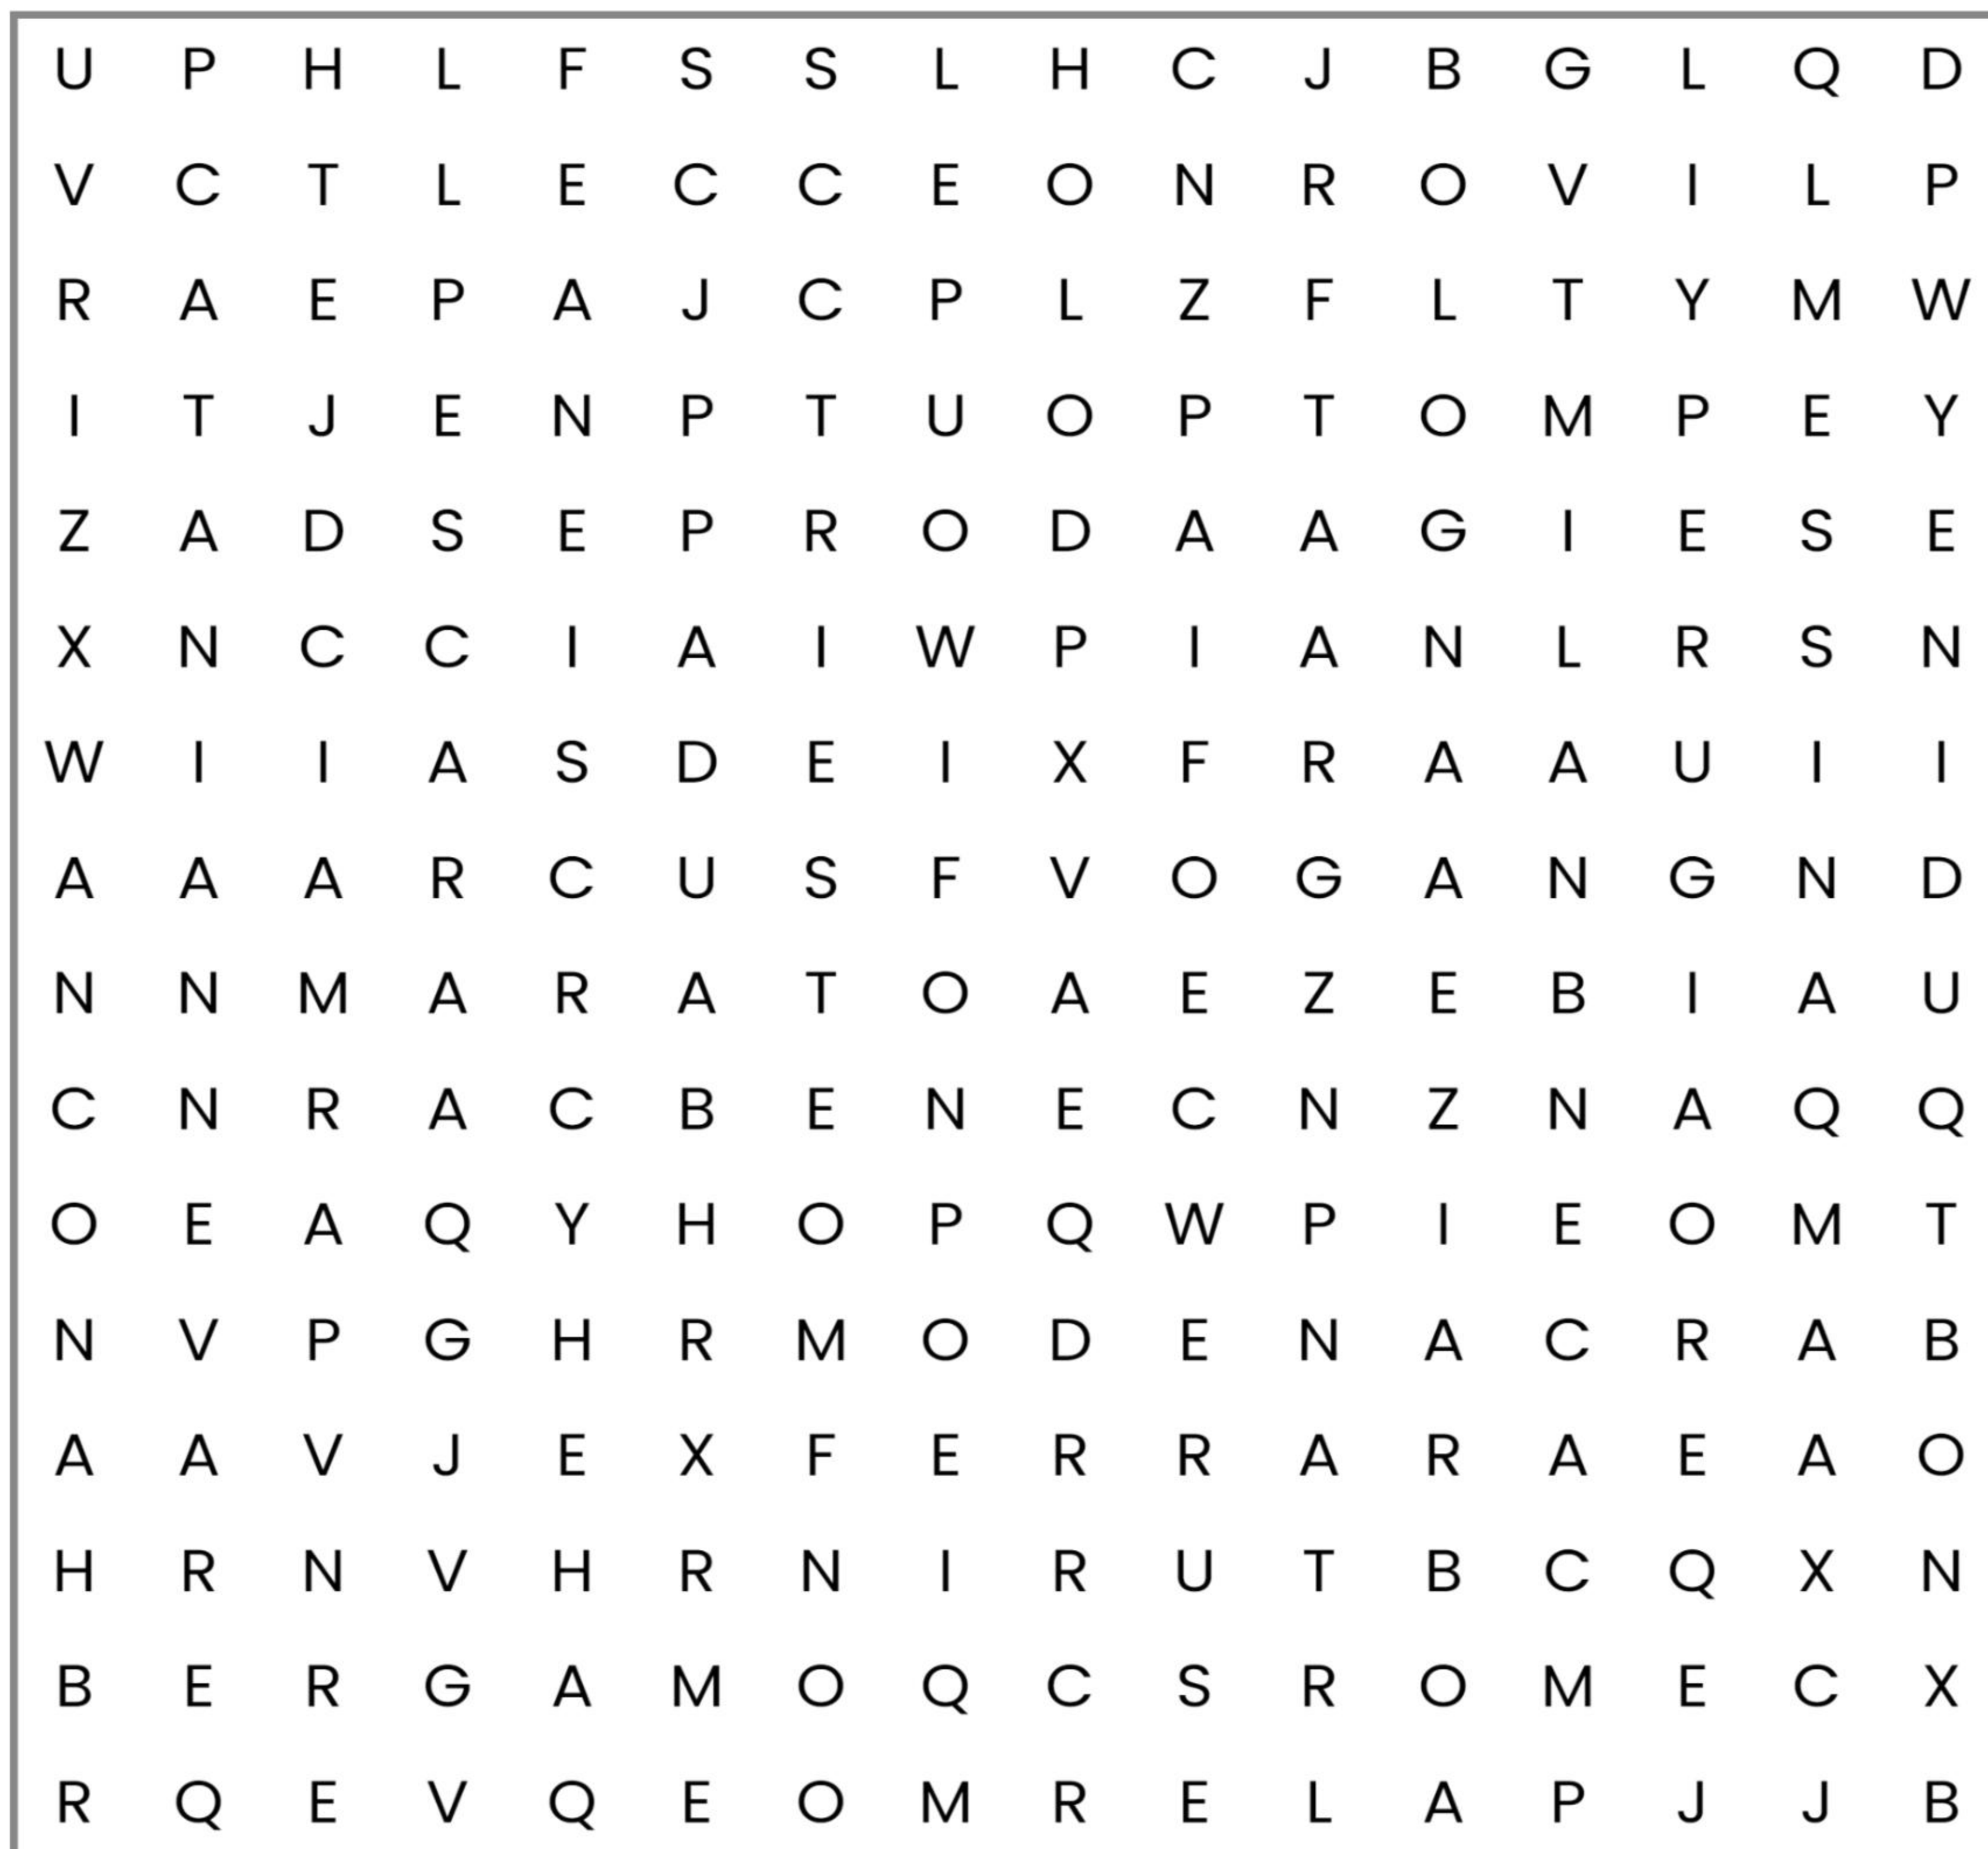 U P H L F S S L H C J B G L Q D
V C T L E C C E O N R O V I L P
R A E P A J C P L Z F L T Y M W
I T J E N P T U O P T O M P E Y
Z A D S E P R O D A A G I E S E
X N C C I A I W P I A N L R S N
W I I A S D E I X F R A A U I I
A A A R C U S F V O G A N G N D
N N M A R A T O A E Z E B I A U
C N R A C B E N E C N Z N A Q Q
O E A Q Y H O P Q W P I E O M T
N V P G H R M O D E N A C R A B
A A V J E X F E R R A R A E A O
H R N V H R N I R U T B C Q X N
B E R G A M O Q C S R O M E C X
R Q E V Q E O M R E L A P J J B